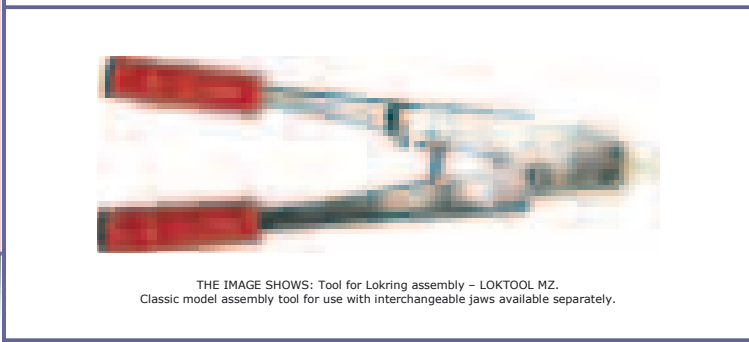 THE IMAGE SHOWS: Tool for Lokring assembly – LOKTOOL MZ.
Classic model assembly tool for use with interchangeable jaws available separately.